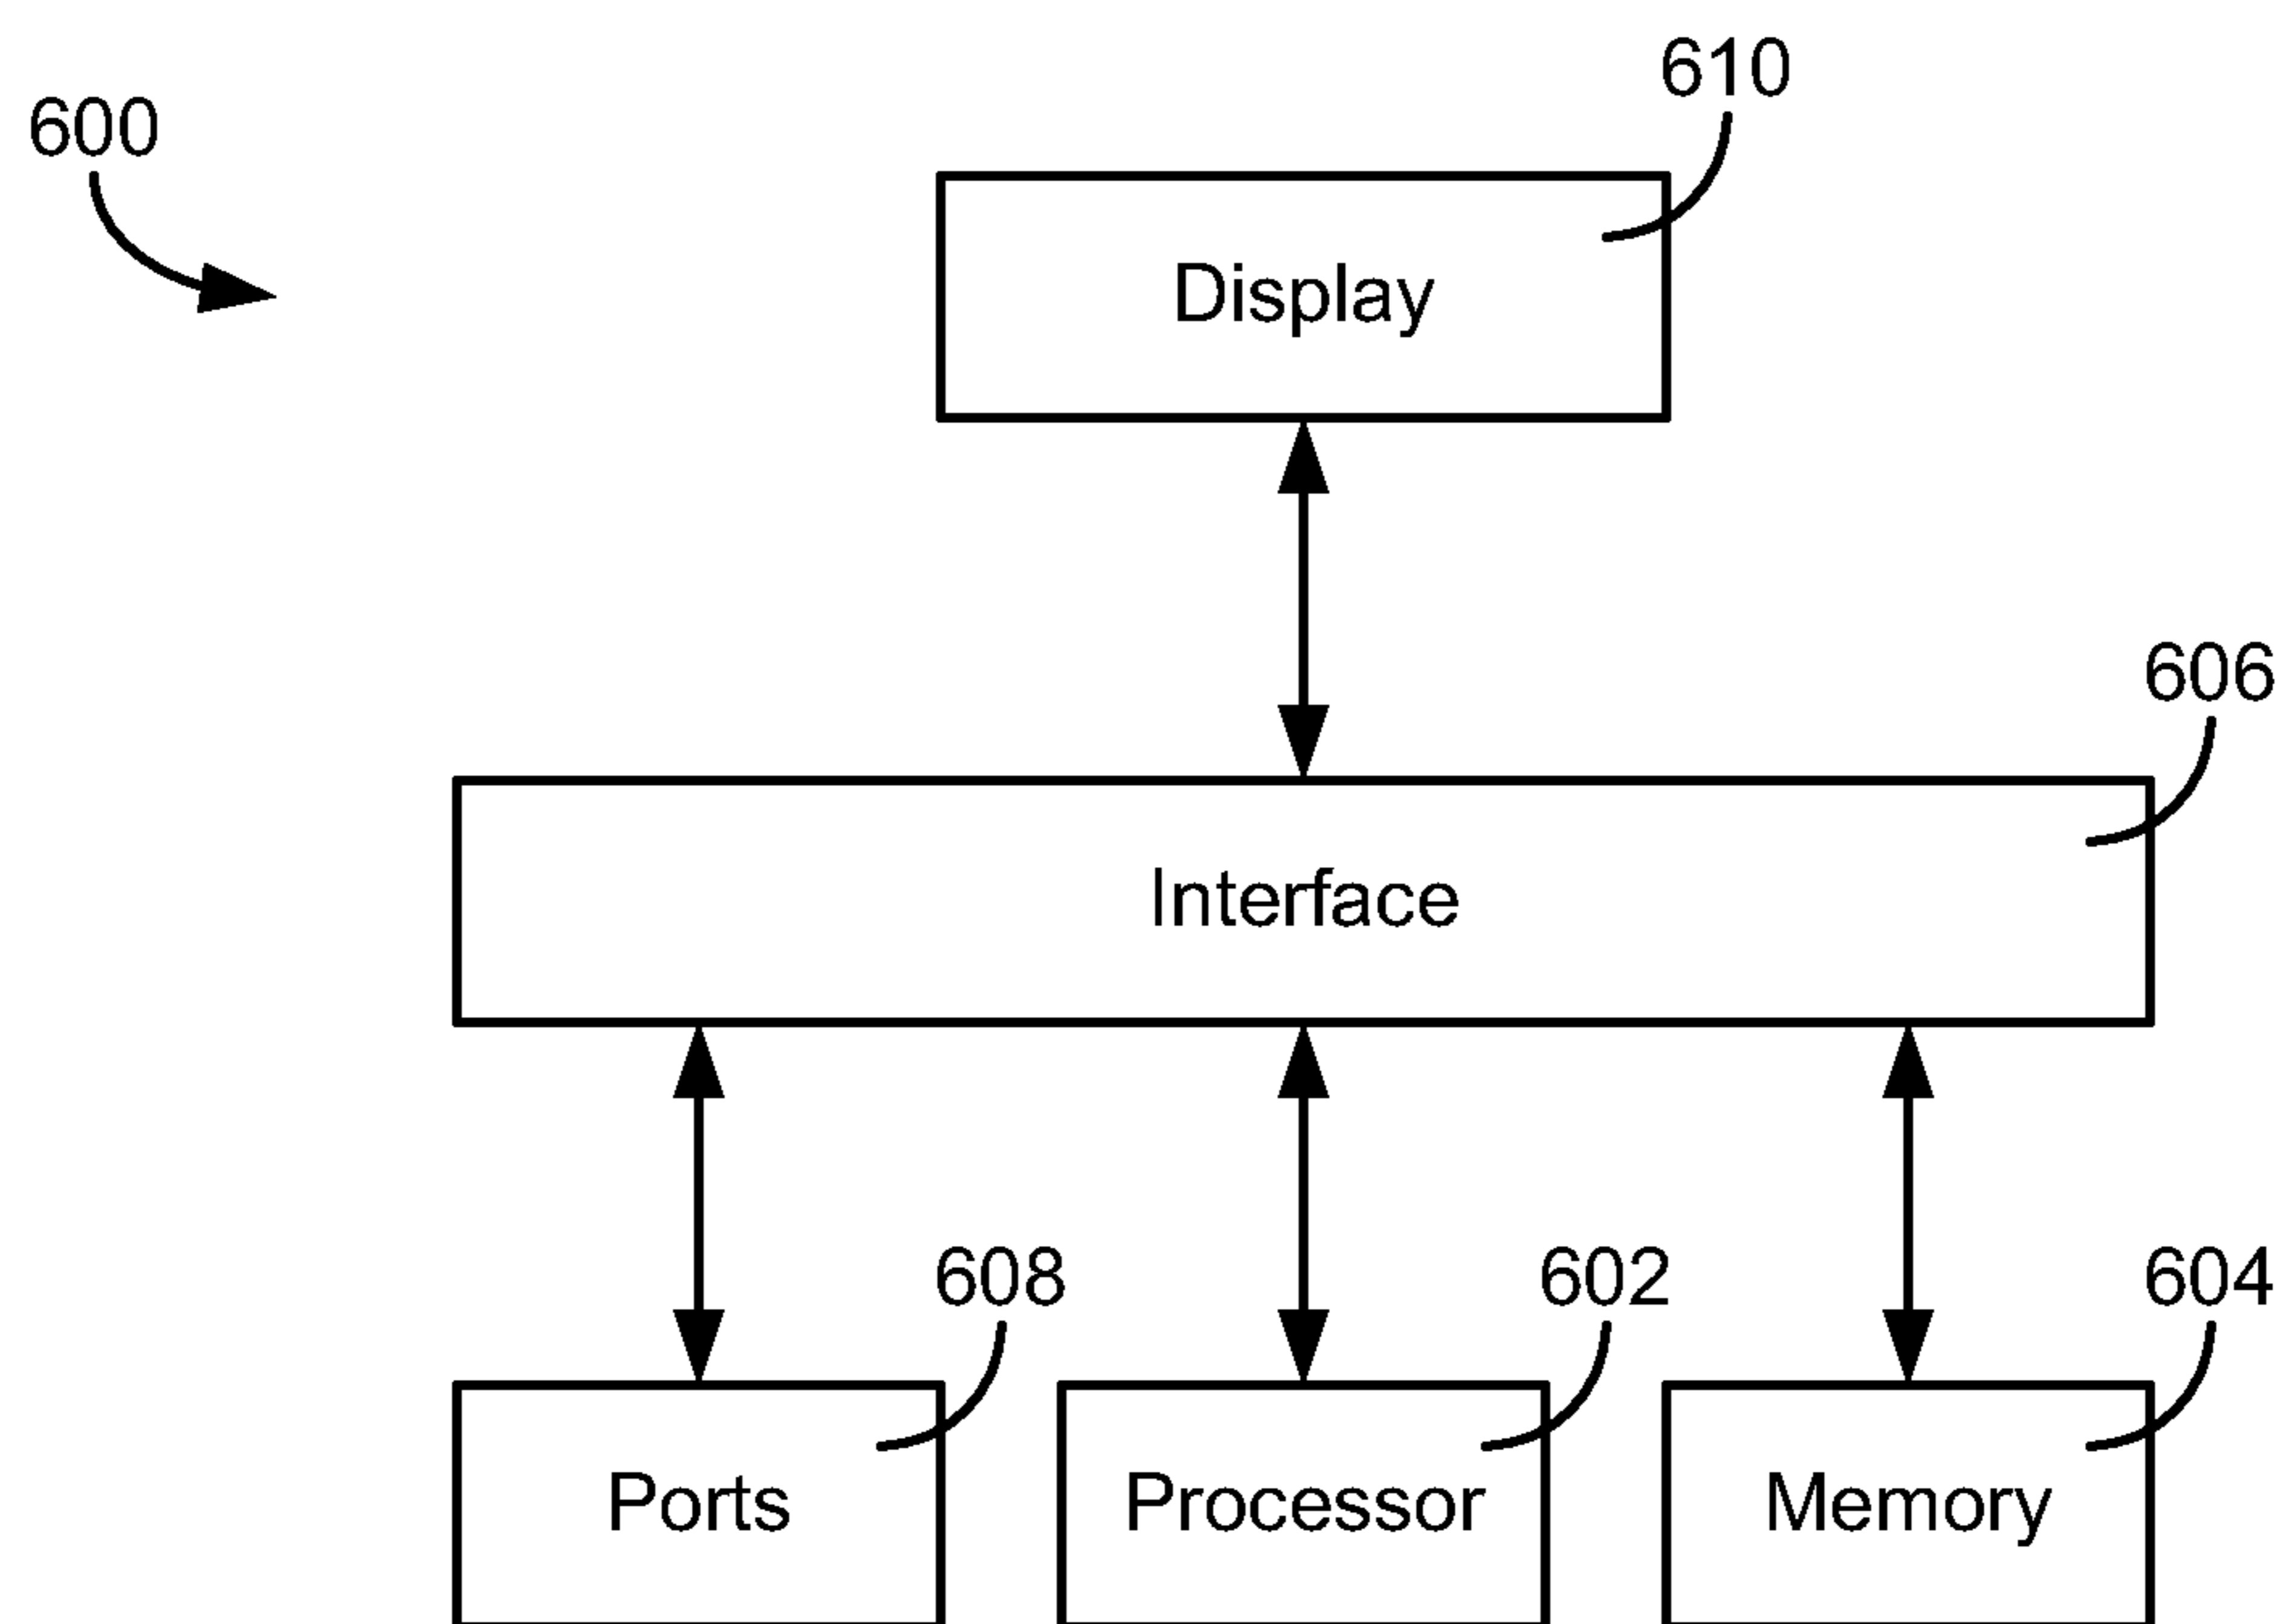 610
600
Display
606
Interface
608
602
604
Ports
Processor
Memory